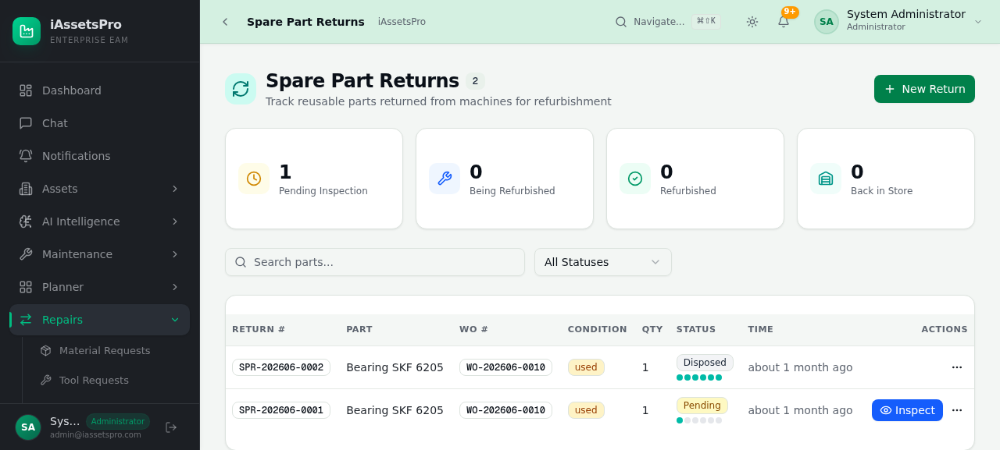 iAssetsPro
ENTERPRISE EAM
Dashboard
Chat
Notifications
Assets
AI Intelligence
Maintenance
Planner
Repairs
Material Requests
Tool Requests
SA
Sys...
Administrator
admin@iassetspro.com
Spare Part Returns
iAssetsPro
Navigate...
⌘⇧K
9+
SA
System Administrator
Administrator
Spare Part Returns
2
Track reusable parts returned from machines for refurbishment
New Return
1
Pending Inspection
0
Being Refurbished
0
Refurbished
0
Back in Store
Search parts...
All Statuses
RETURN # PART WO # CONDITION QTY STATUS TIME ACTIONS
SPR-202606-0002 Bearing SKF 6205 WO-202606-0010 used 1 Disposed about 1 month ago
SPR-202606-0001 Bearing SKF 6205 WO-202606-0010 used 1 Pending about 1 month ago Inspect